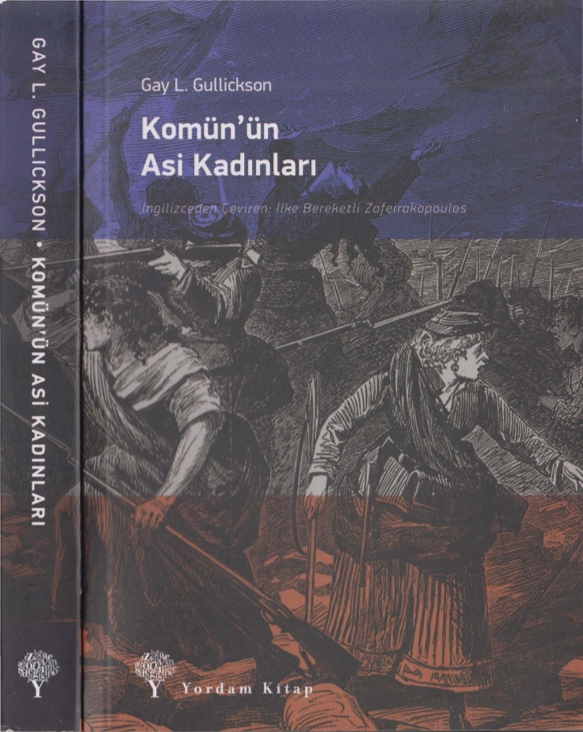 GAY L. GULLICKSON • KOMÜN'ÜN ASİ KADINLARI
Y
Gay L. Gullickson
Komün'ün
Asi Kadınları
İngilizceden Çeviren: İlke Bereketli Zafeirakopoulos
Y Yordam Kitap